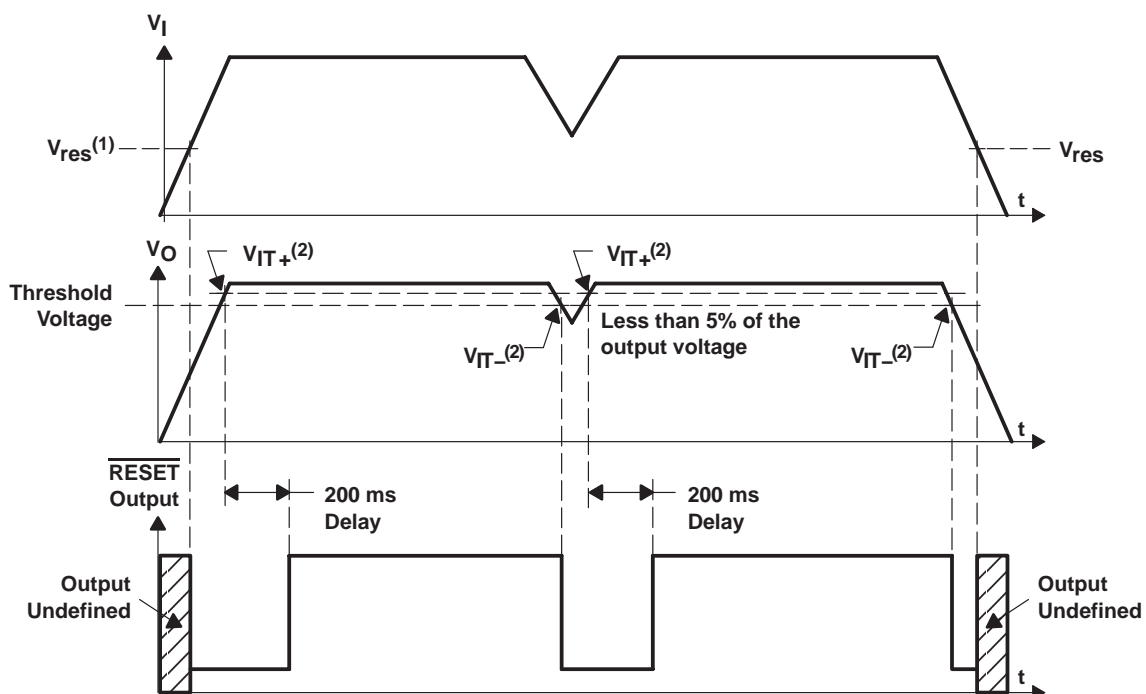 VI
Vres(1)
Vres
t
VO
VIT+(2)
VIT+(2)
Threshold
Voltage
Less than 5% of the
output voltage
VIT–(2)
VIT–(2)
t
RESET
Output
200 ms
Delay
200 ms
Delay
Output
Undefined
Output
Undefined
t